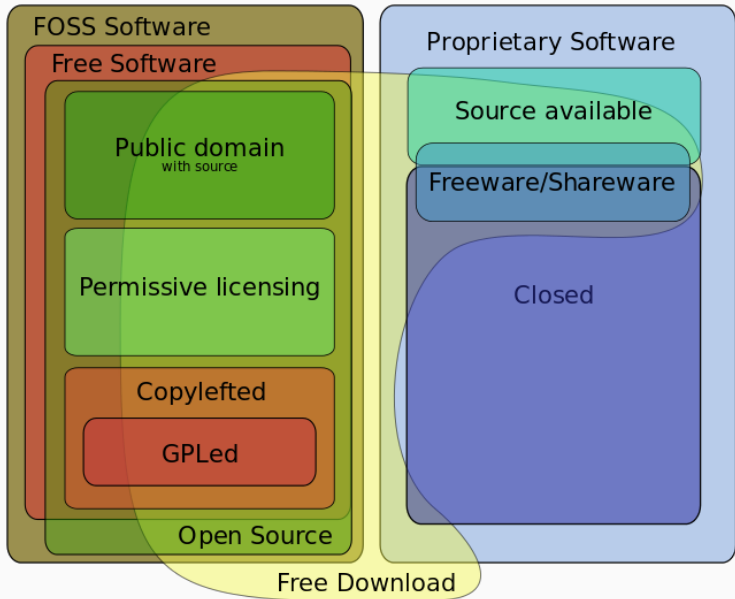 FOSS Software
Free Software
Public domain
with source
Permissive licensing
Copylefted
GPLed
Open Source
Free Download
Proprietary Software
Source available
Freeware/Shareware
Closed